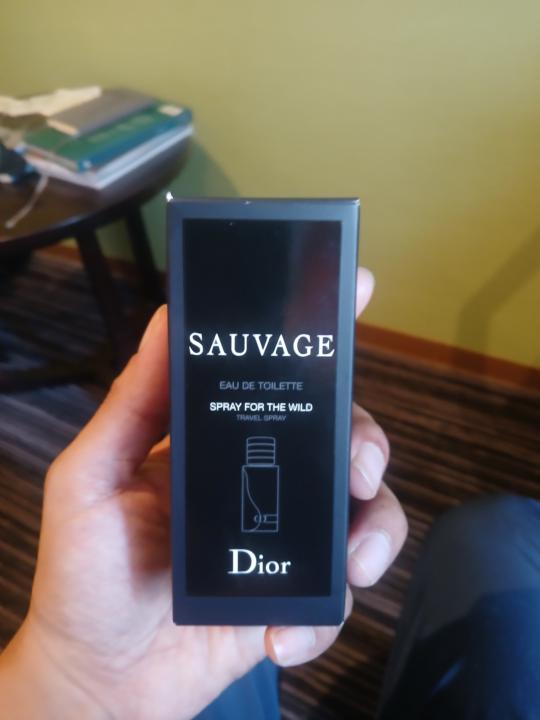 SAUVAGE
EAU DE TOILETTE
SPRAY FOR THE WILD
TRAVEL SPRAY
Dior